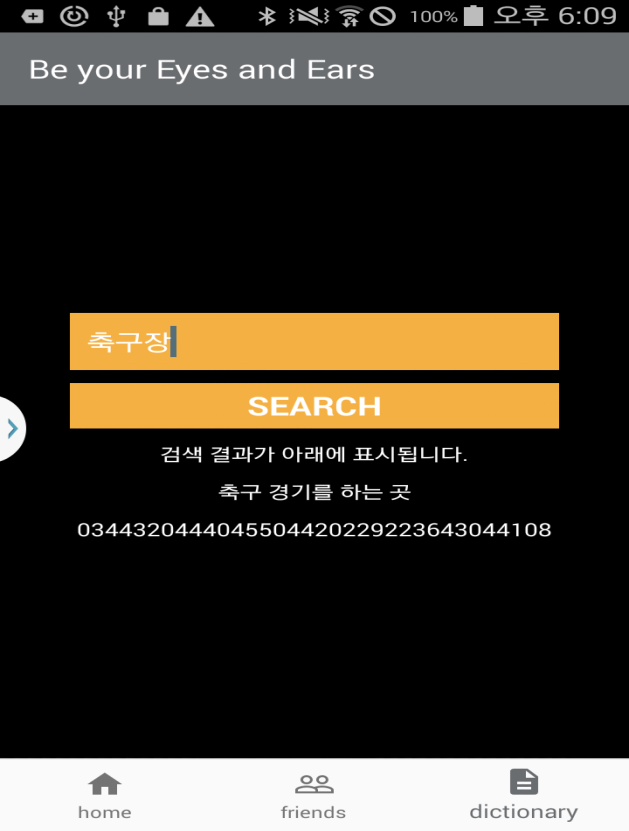 100% 오후 6:09
Be your Eyes and Ears
축구장
SEARCH
검색 결과가 아래에 표시됩니다.
축구 경기를 하는 곳
0344320444045504420229223643044108
home friends dictionary